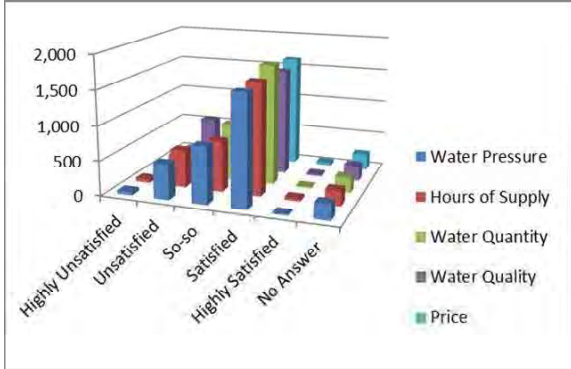 2,000
1,500
1,000
500
0
Highly Unsatisfied
Unsatisfied
So-so
Satisfied
Highly Satisfied
No Answer
Water Pressure
Hours of Supply
Water Quantity
Water Quality
Price